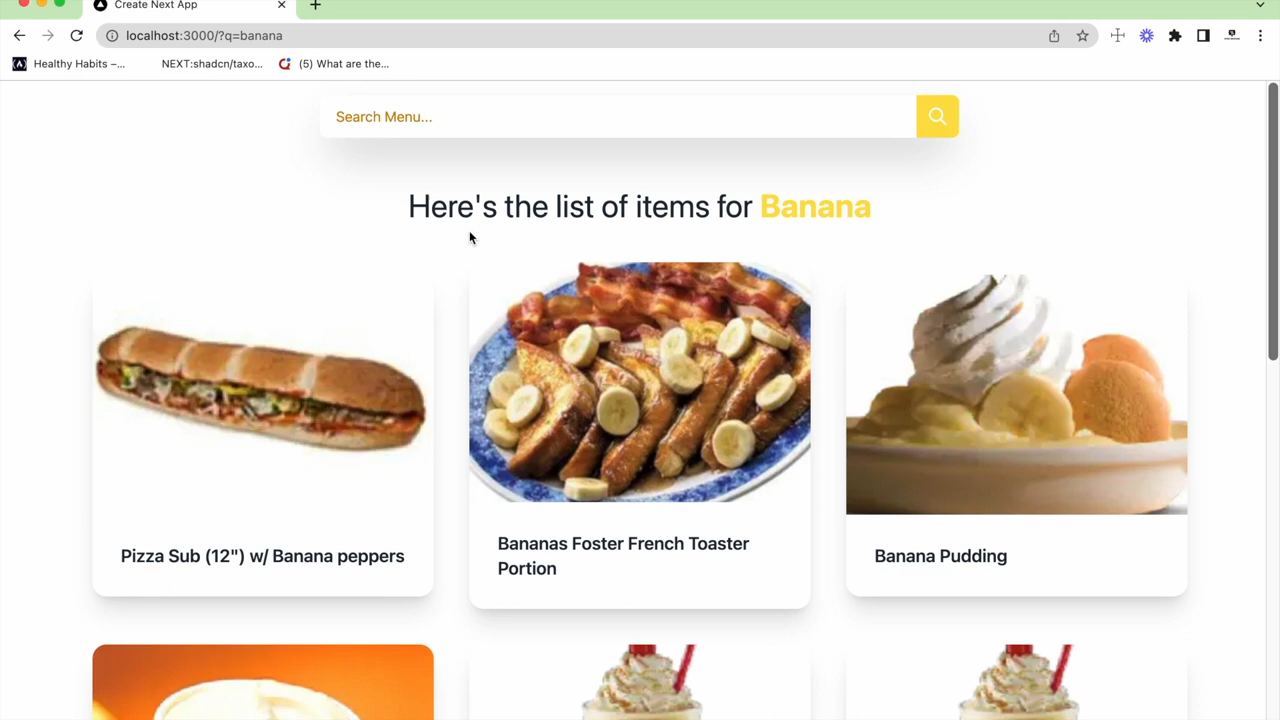 Create Next App
localhost:3000/?q=banana
Healthy Habits –...
NEXT:shadcn/taxo...
(5) What are the...
Search Menu...
Here's the list of items for Banana
Pizza Sub (12") w/ Banana peppers
Bananas Foster French Toaster
Portion
Banana Pudding